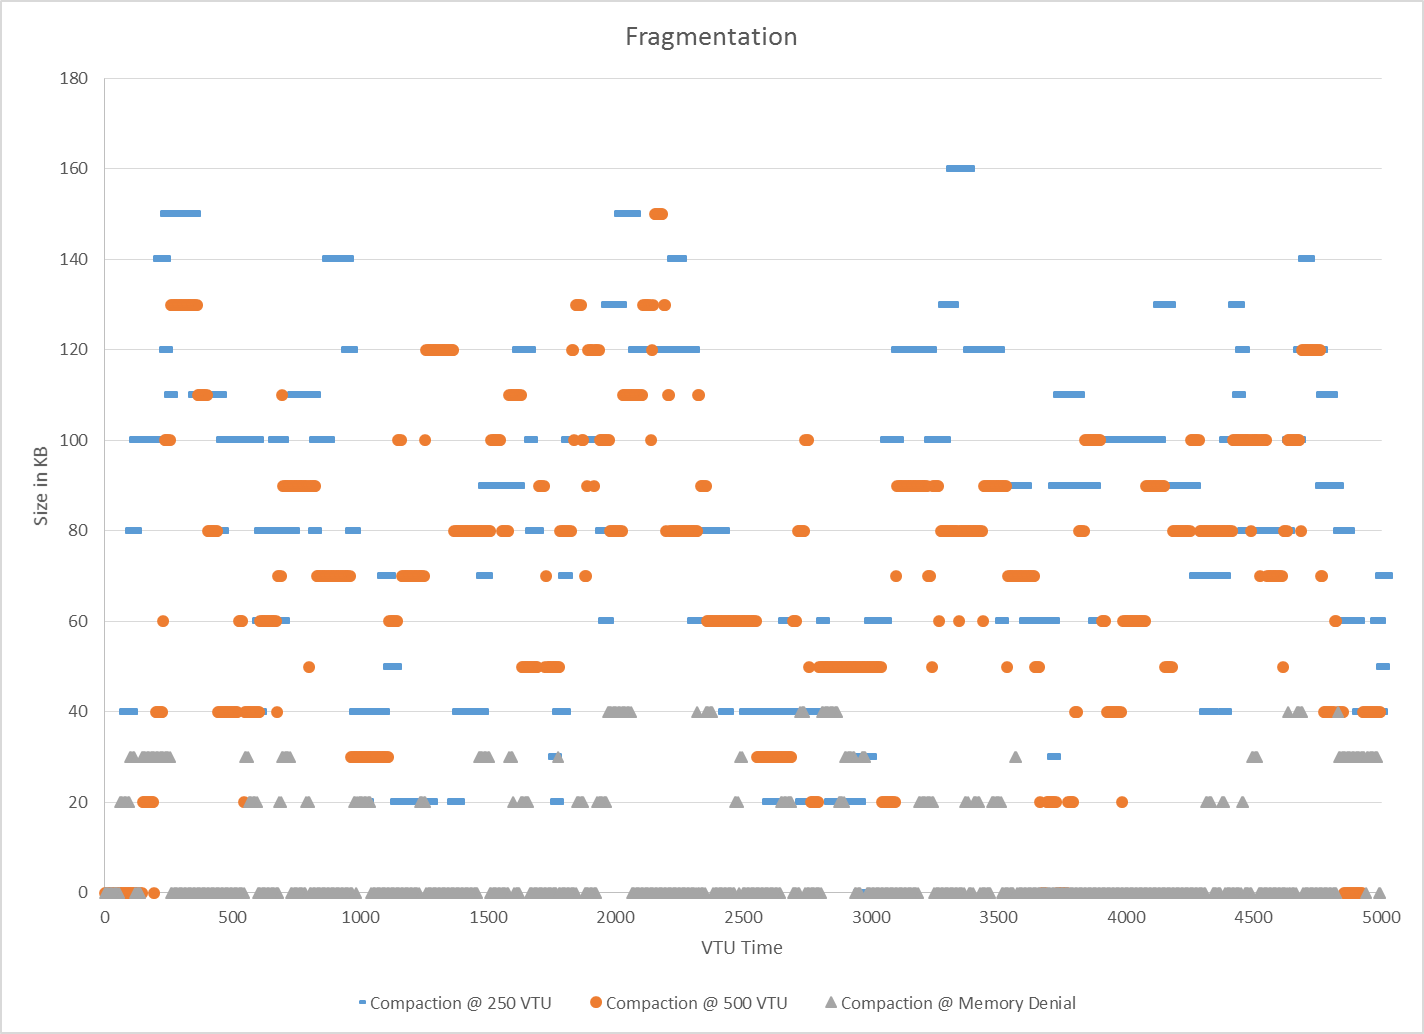 Fragmentation
180
160
140
120
100
80
60
40
20
0
Size in KB
0 500 1000 1500 2000 2500 3000 3500 4000 4500 5000
VTU Time
Compaction @ 250 VTU Compaction @ 500 VTU Compaction @ Memory Denial